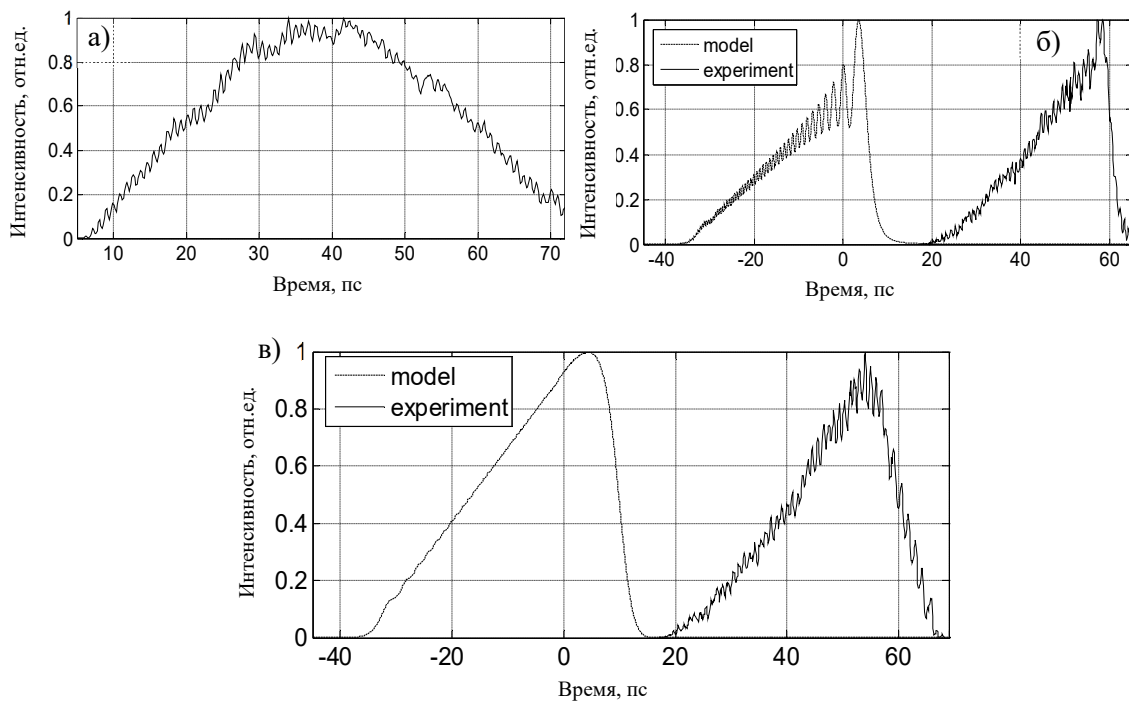 а)
Интенсивность, отн.ед.
1
0.8
0.6
0.4
0.2
0
10 20 30 40 50 60 70
Время, пс
б)
model
experiment
Интенсивность, отн.ед.
1
0.8
0.6
0.4
0.2
0
-40 -20 0 20 40 60
Время, пс
в)
model
experiment
Интенсивность, отн.ед.
1
0.8
0.6
0.4
0.2
0
-40 -20 0 20 40 60
Время, пс